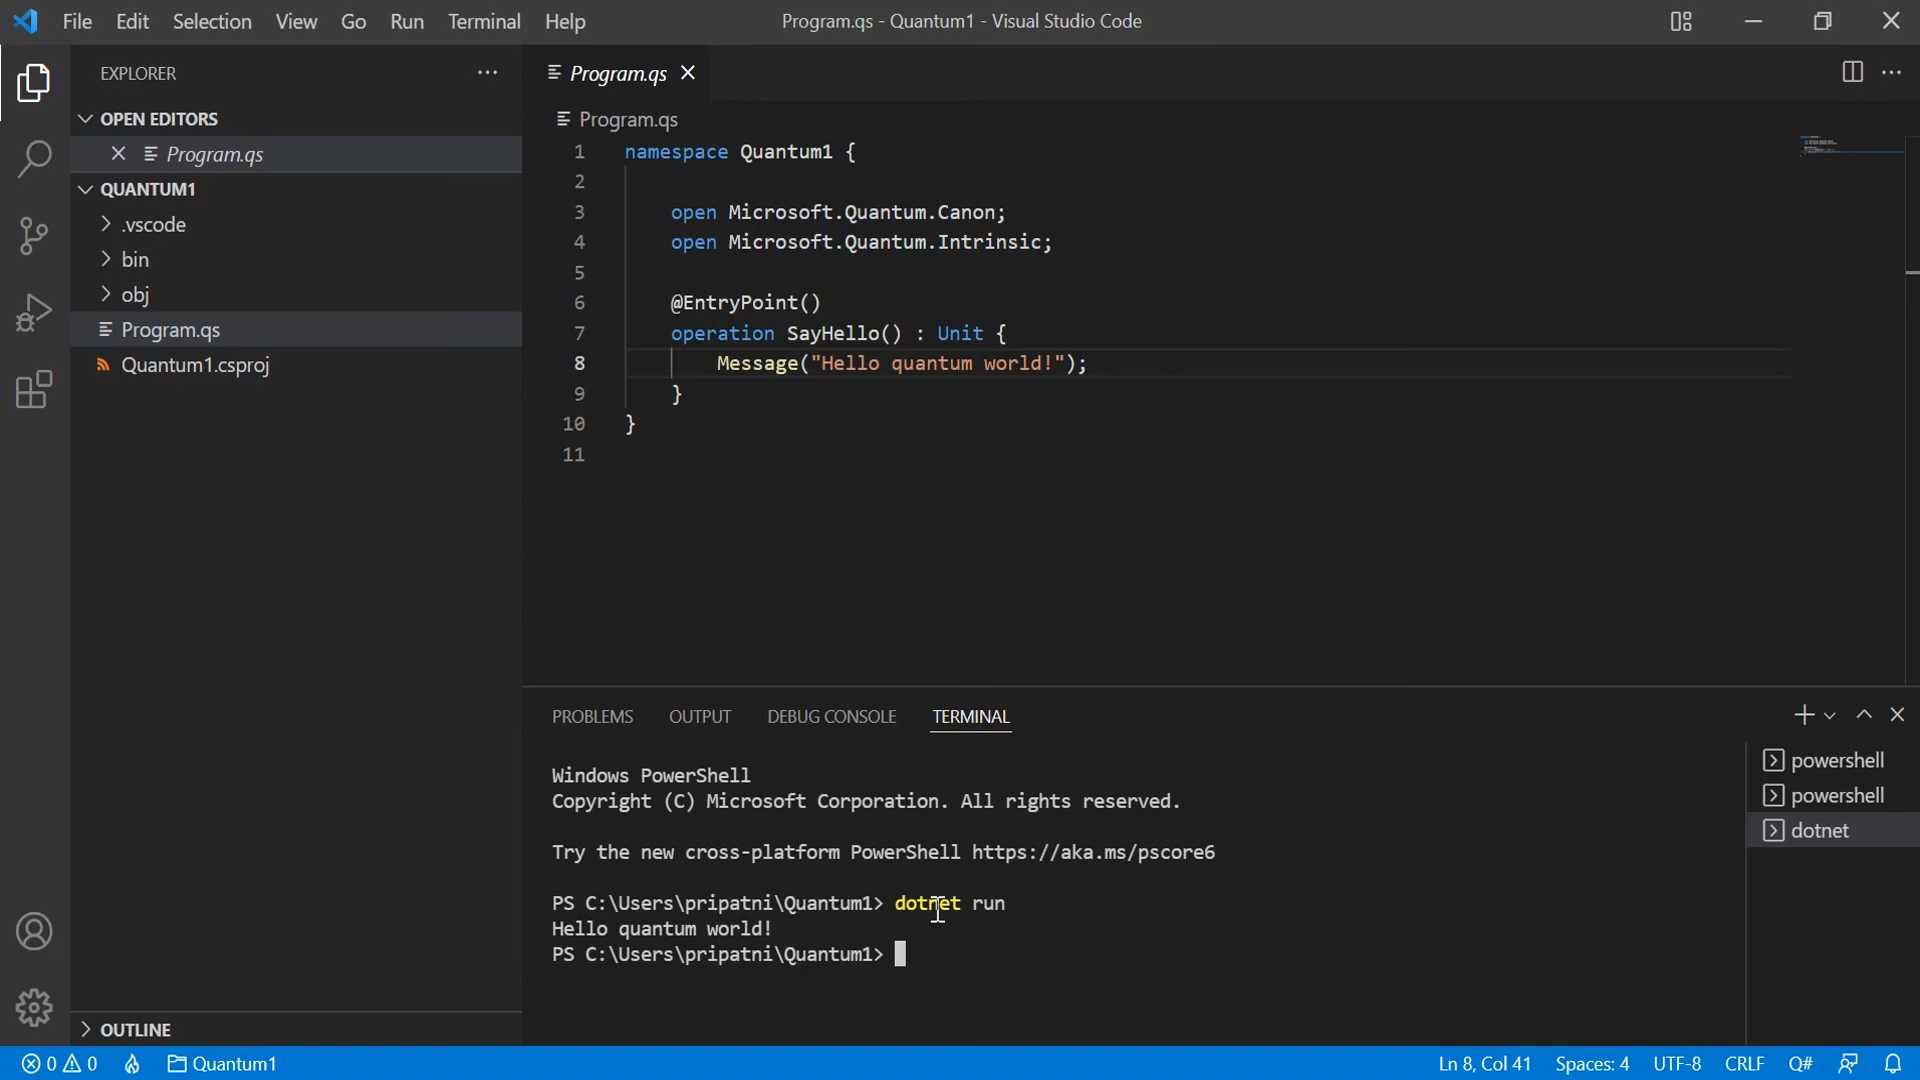 File Edit Selection View Go Run Terminal Help
Program.qs - Quantum1 - Visual Studio Code
EXPLORER
OPEN EDITORS
Program.qs
QUANTUM1
.vscode
bin
obj
Program.qs
Quantum1.csproj
OUTLINE
Program.qs
Program.qs
1 namespace Quantum1 {
2
3 open Microsoft.Quantum.Canon;
4 open Microsoft.Quantum.Intrinsic;
5
6 @EntryPoint()
7 operation SayHello() : Unit {
8 Message("Hello quantum world!");
9 }
10 }
11
PROBLEMS OUTPUT DEBUG CONSOLE TERMINAL
Windows PowerShell
Copyright (C) Microsoft Corporation. All rights reserved.
Try the new cross-platform PowerShell https://aka.ms/pscore6
PS C:\Users\pripatni\Quantum1> dotnet run
Hello quantum world!
PS C:\Users\pripatni\Quantum1>
powershell
powershell
dotnet
0 0 Quantum1 Ln 8, Col 41 Spaces: 4 UTF-8 CRLF Q#